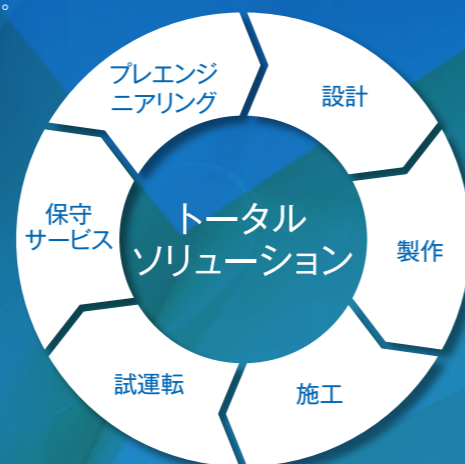 。
プレエンジ
ニアリング
設計
製作
施工
試運転
保守
サービス
トータル
ソリューション